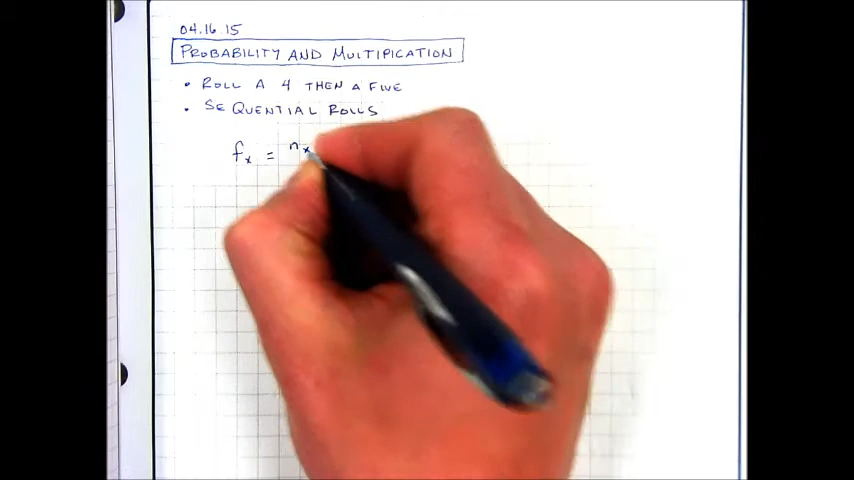 04.16.15
PROBABILITY AND MULTIPICATION
• ROLL A 4 THEN A FIVE
• SEQUENTIAL ROLLS
fx = nx